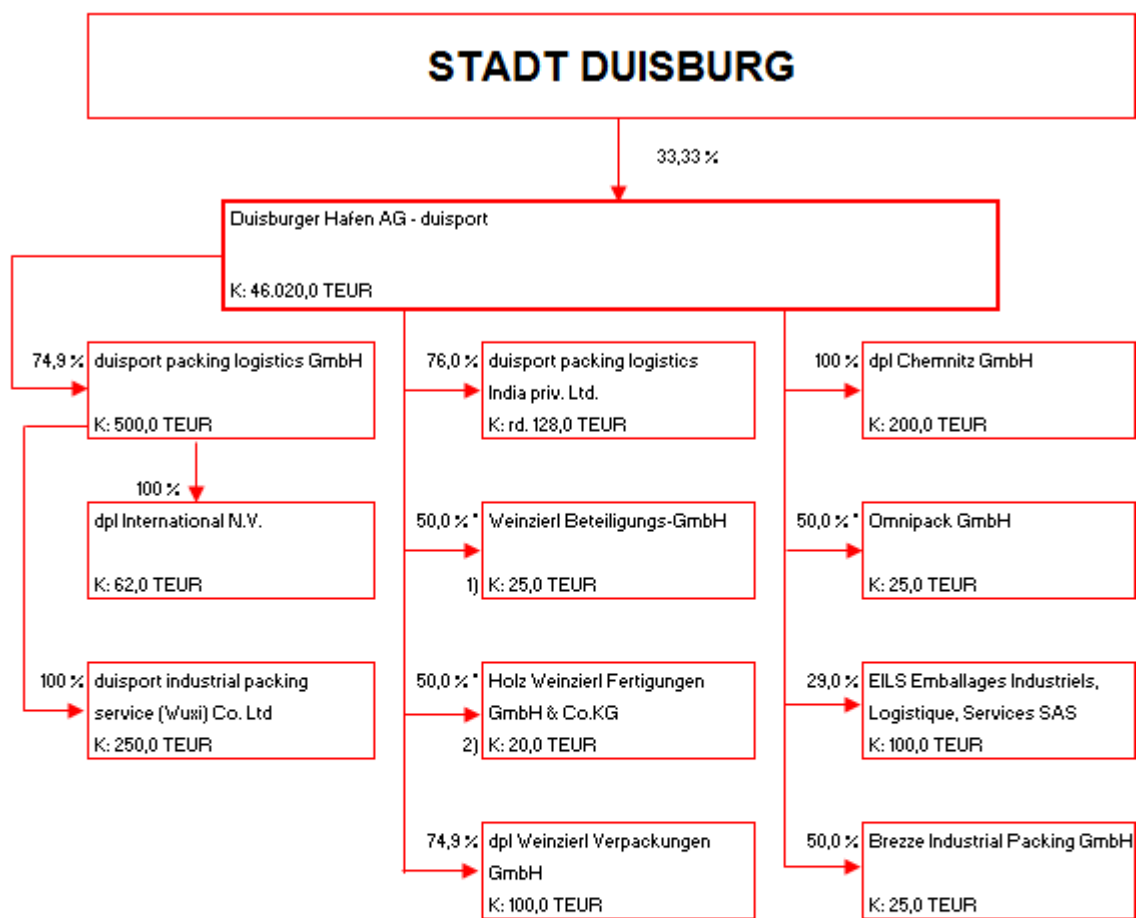 STADT DUISBURG
33,33 %
Duisburger Hafen AG - duisport
K: 46.020,0 TEUR
74,9 %
duisport packing logistics GmbH
K: 500,0 TEUR
76,0 %
duisport packing logistics
India priv. Ltd.
K: rd. 128,0 TEUR
100 %
dpl Chemnitz GmbH
K: 200,0 TEUR
100 %
dpl International N.V.
K: 62,0 TEUR
50,0 % *
Weinzierl Beteiligungs-GmbH
1)
K: 25,0 TEUR
50,0 % *
Omnipack GmbH
K: 25,0 TEUR
100 %
duisport industrial packing
service (Wuxi) Co. Ltd
K: 250,0 TEUR
50,0 % *
Holz Weinzierl Fertigungen
GmbH & Co.KG
2)
K: 20,0 TEUR
29,0 %
EILS Emballages Industriels,
Logistique, Services SAS
K: 100,0 TEUR
74,9 %
dpl Weinzierl Verpackungen
GmbH
K: 100,0 TEUR
50,0 %
Brezze Industrial Packing GmbH
K: 25,0 TEUR